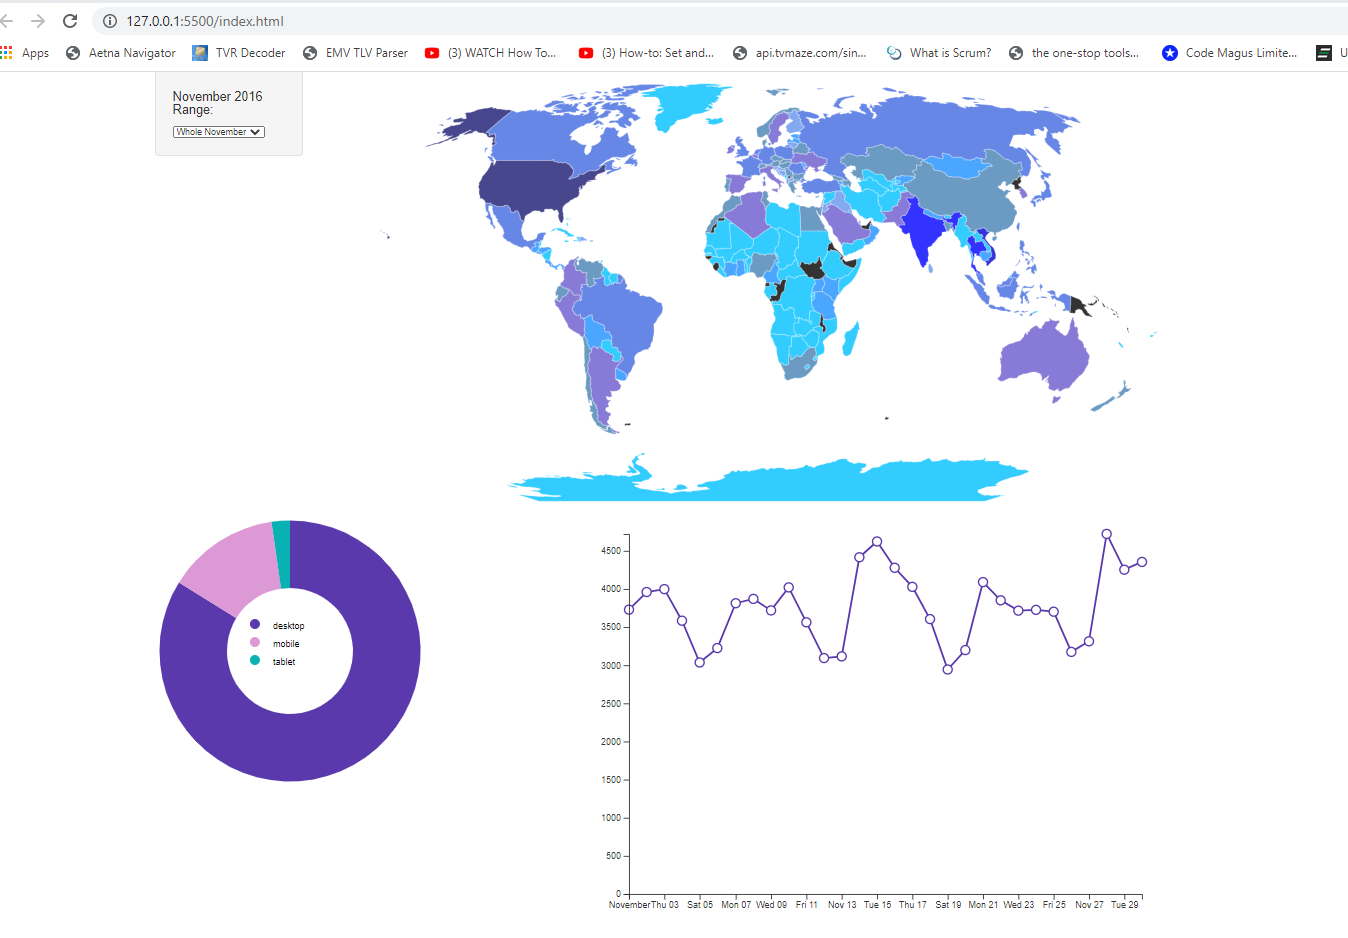 127.0.0.1:5500/index.html
Apps
Aetna Navigator
TVR Decoder
EMV TLV Parser
(3) WATCH How To...
(3) How-to: Set and...
api.tvmaze.com/sin...
What is Scrum?
the one-stop tools...
Code Magus Limite...
U
November 2016
Range:
Whole November
desktop
mobile
tablet
4500
4000
3500
3000
2500
2000
1500
1000
500
0
November Thu 03 Sat 05 Mon 07 Wed 09 Fri 11 Nov 13 Tue 15 Thu 17 Sat 19 Mon 21 Wed 23 Fri 25 Nov 27 Tue 29